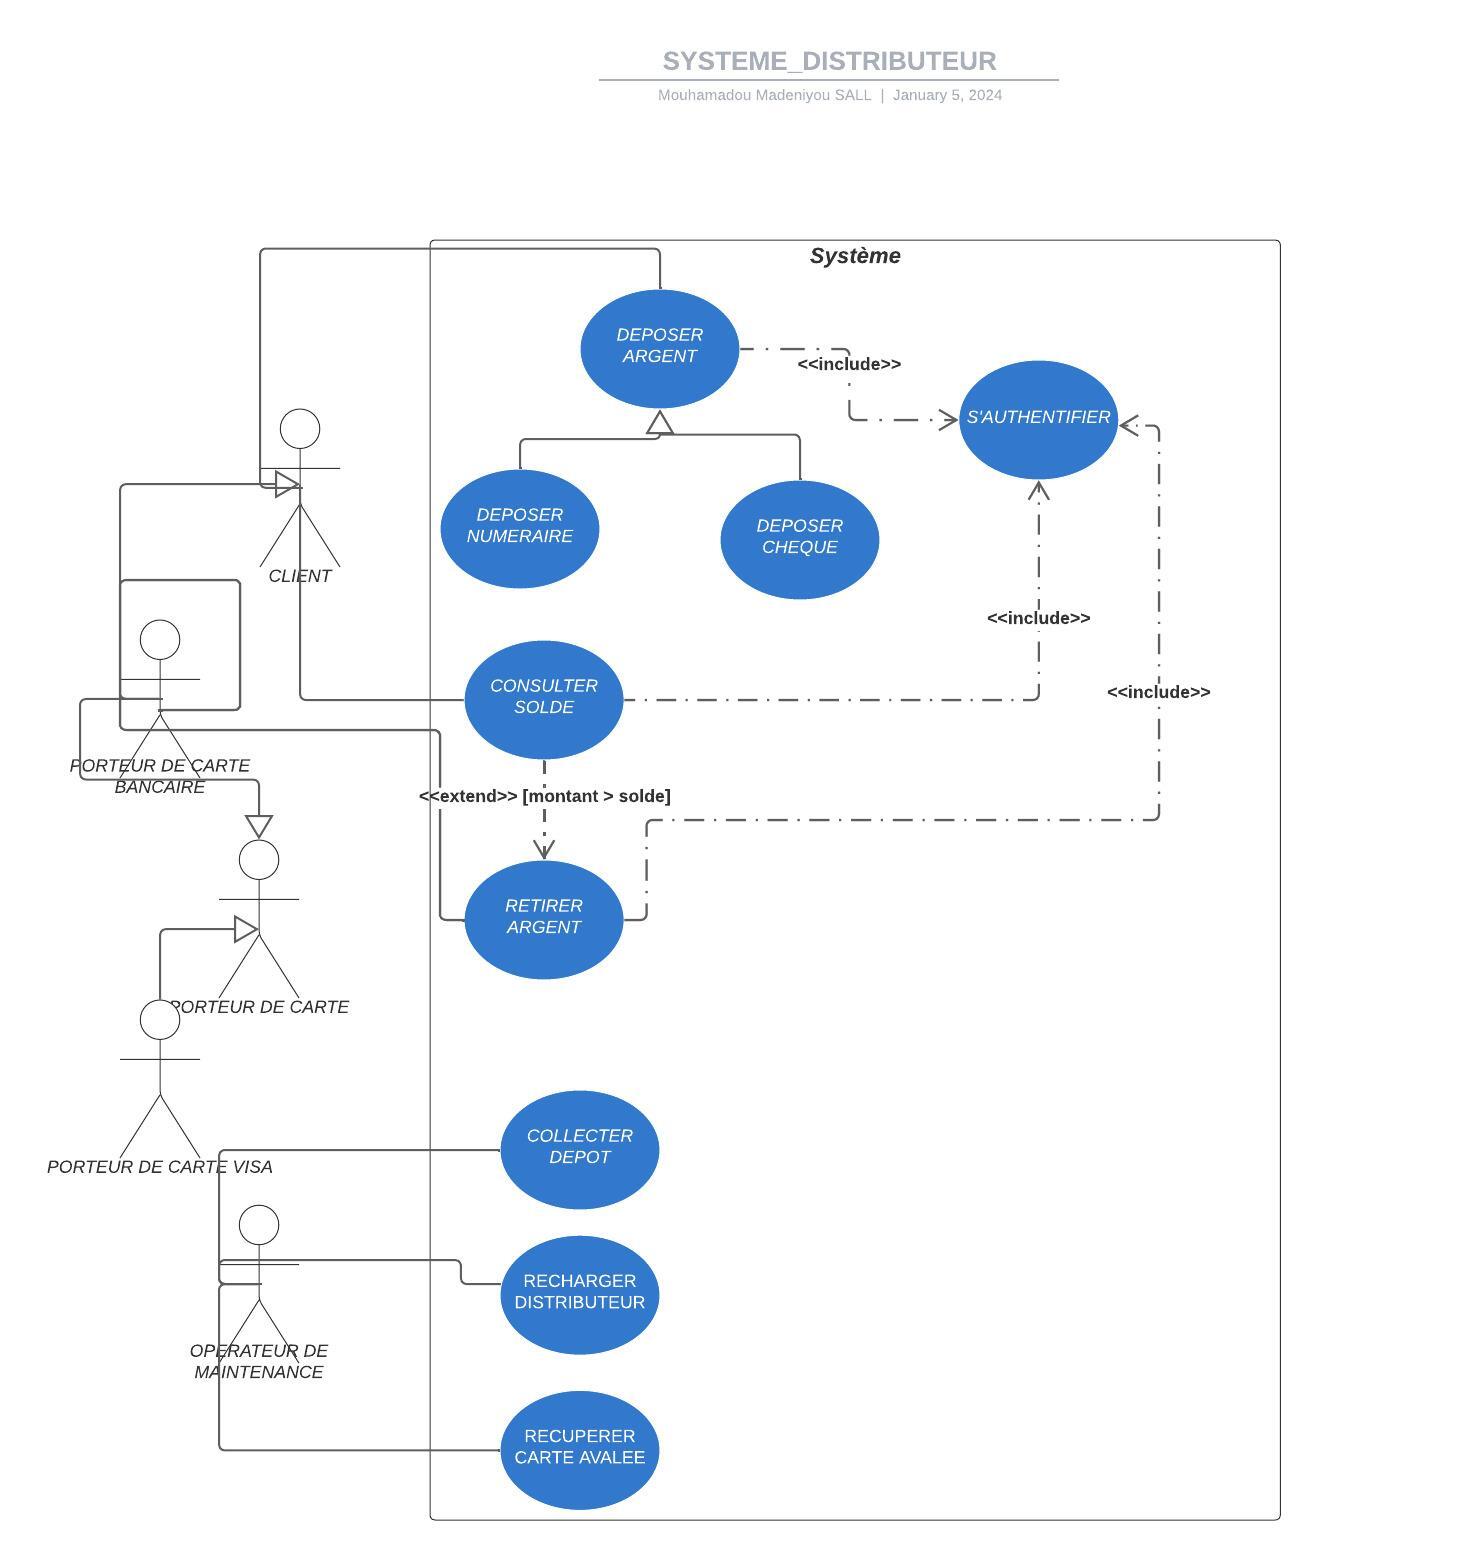 SYSTEME_DISTRIBUTEUR
Mouhamadou Madeniyou SALL | January 5, 2024
Système
DEPOSER
ARGENT
<<include>>
S'AUTHENTIFIER
DEPOSER
NUMERAIRE
DEPOSER
CHEQUE
CLIENT
<<include>>
CONSULTER
SOLDE
<<include>>
PORTEUR DE CARTE
BANCAIRE
<<extend>> [montant > solde]
RETIRER
ARGENT
PORTEUR DE CARTE
PORTEUR DE CARTE VISA
COLLECTER
DEPOT
RECHARGER
DISTRIBUTEUR
OPERATEUR DE
MAINTENANCE
RECUPERER
CARTE AVALEE